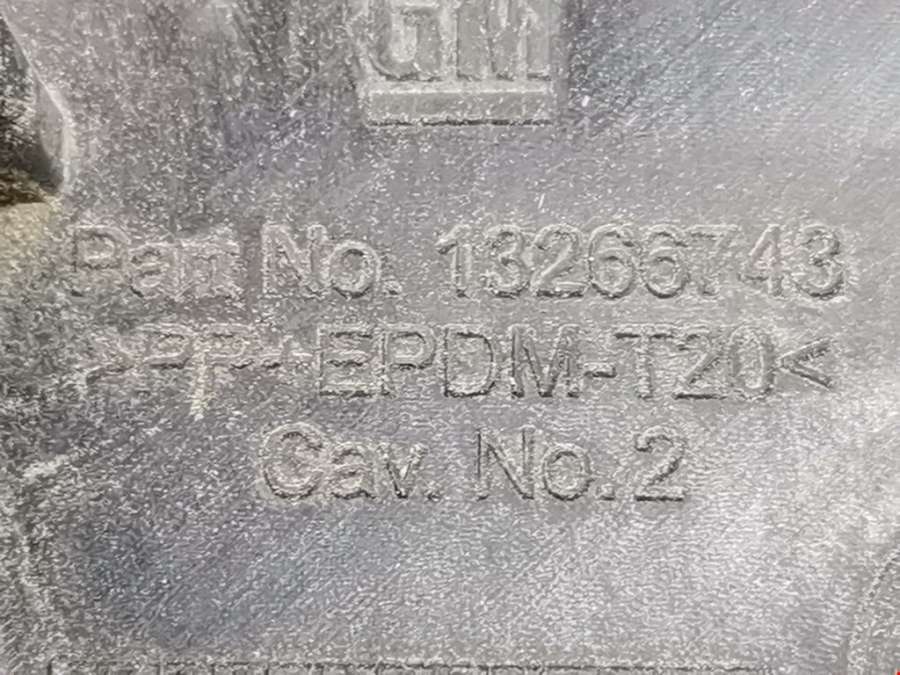 GM
Part No. 13266743
>PP+EPDM-T20<
Cav. No.2